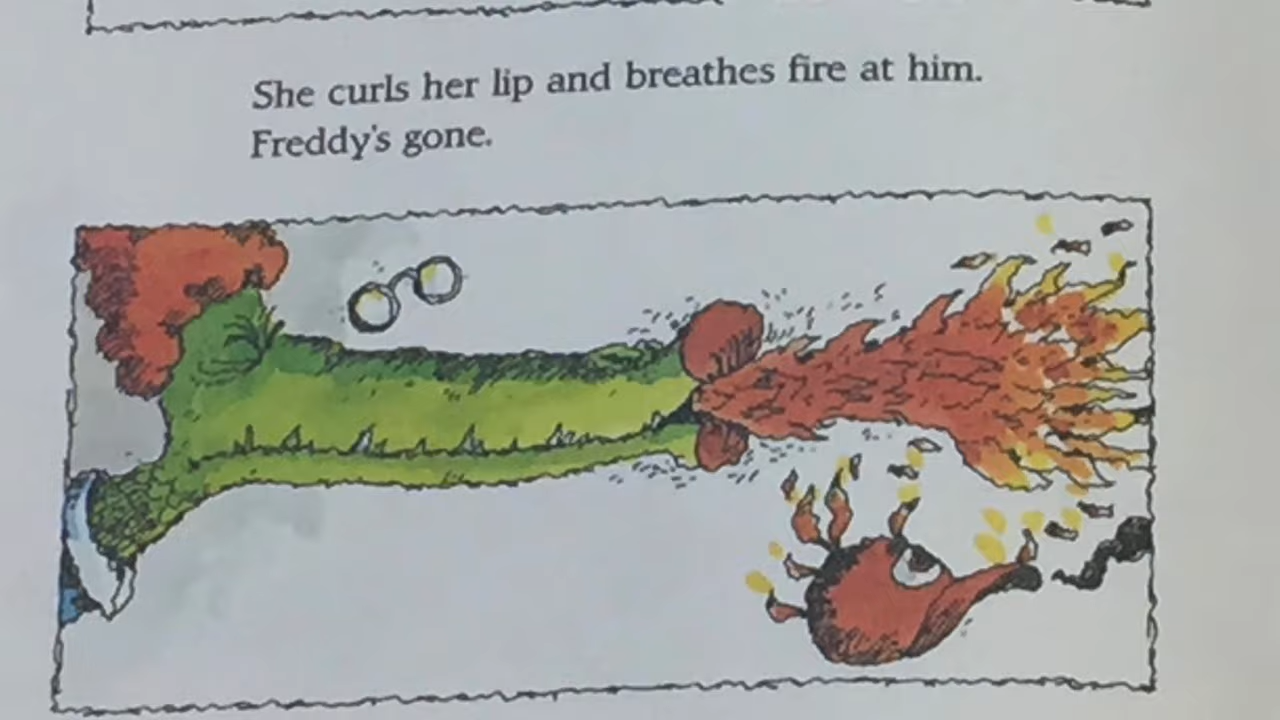 She curls her lip and breathes fire at him.
Freddy's gone.